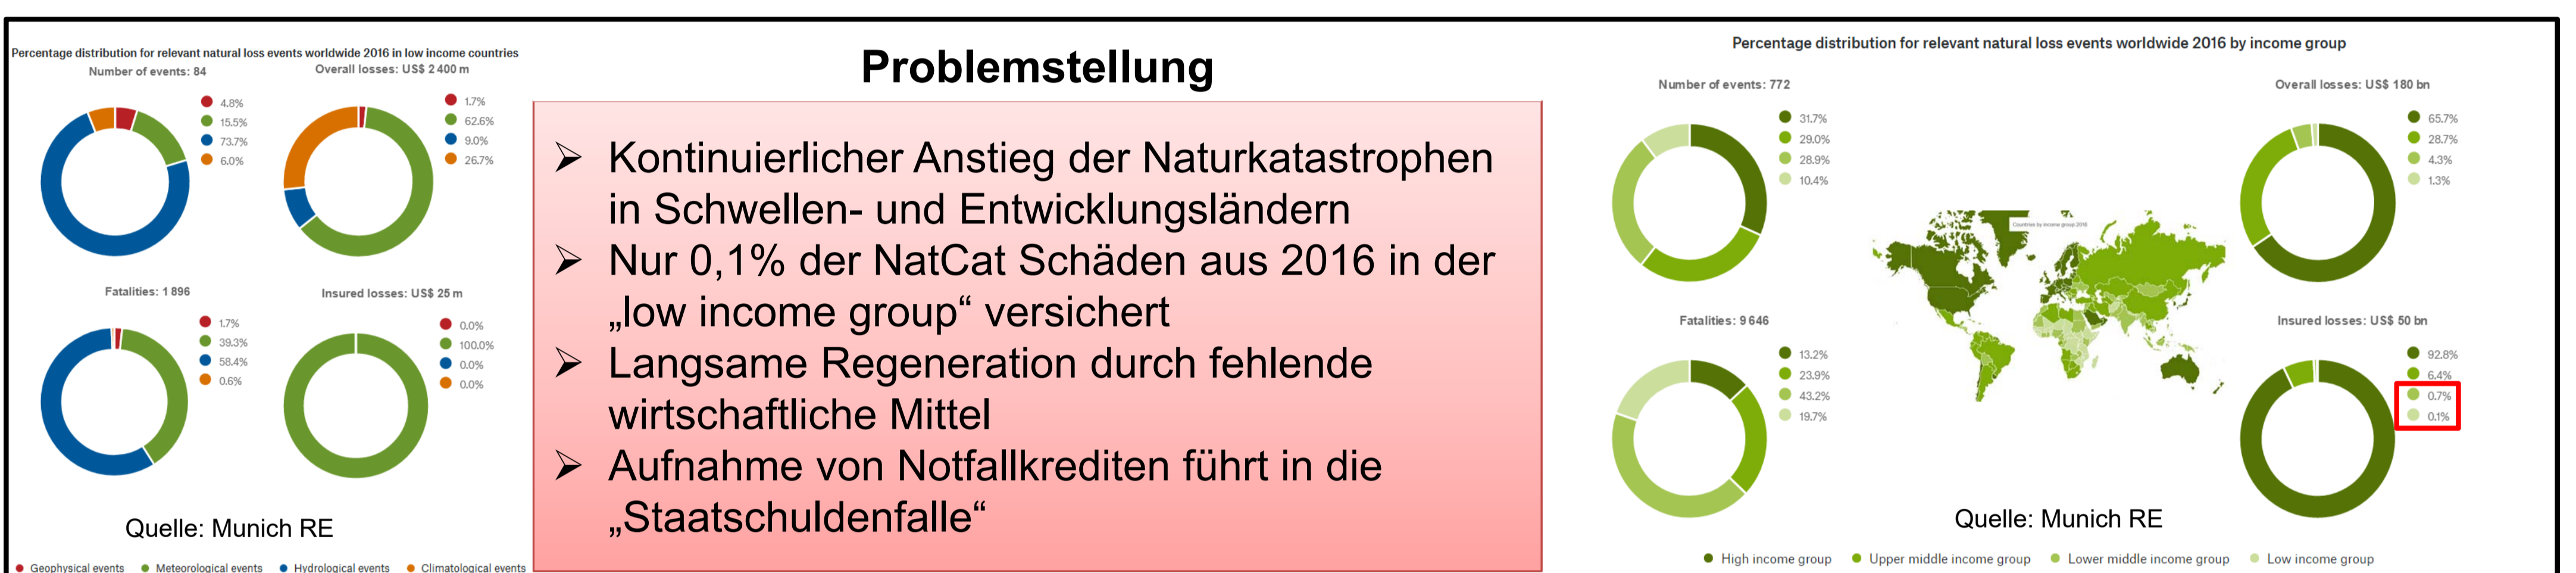 Percentage distribution for relevant natural loss events worldwide 2016 in low income countries
Number of events: 84
4.8%
15.5%
73.7%
6.0%
Overall losses: US$ 2 400 m
1.7%
62.6%
9.0%
26.7%
Fatalities: 1 896
1.7%
39.3%
58.4%
0.6%
Insured losses: US$ 25 m
0.0%
100.0%
0.0%
0.0%
Quelle: Munich RE
Geophysical events
Meteorological events
Hydrological events
Climatological events
Problemstellung
➢ Kontinuierlicher Anstieg der Naturkatastrophen
in Schwellen- und Entwicklungsländern
➢ Nur 0,1% der NatCat Schäden aus 2016 in der
„low income group“ versichert
➢ Langsame Regeneration durch fehlende
wirtschaftliche Mittel
➢ Aufnahme von Notfallkrediten führt in die
„Staatschuldenfalle“
Percentage distribution for relevant natural loss events worldwide 2016 by income group
Number of events: 772
31.7%
29.0%
28.9%
10.4%
Overall losses: US$ 180 bn
65.7%
28.7%
4.3%
1.3%
Countries by income group 2016
Fatalities: 9 646
13.2%
23.9%
43.2%
19.7%
Insured losses: US$ 50 bn
92.8%
6.4%
0.7%
0.1%
Quelle: Munich RE
High income group
Upper middle income group
Lower middle income group
Low income group